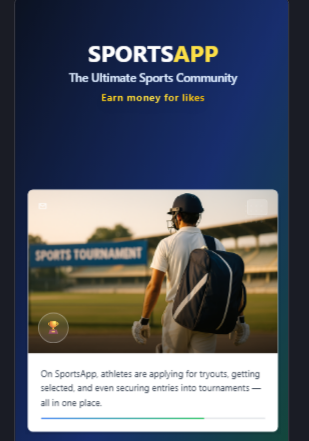 SPORTSAPP
The Ultimate Sports Community
Earn money for likes
SPORTS TOURNAMENT
On SportsApp, athletes are applying for tryouts, getting
selected, and even securing entries into tournaments —
all in one place.